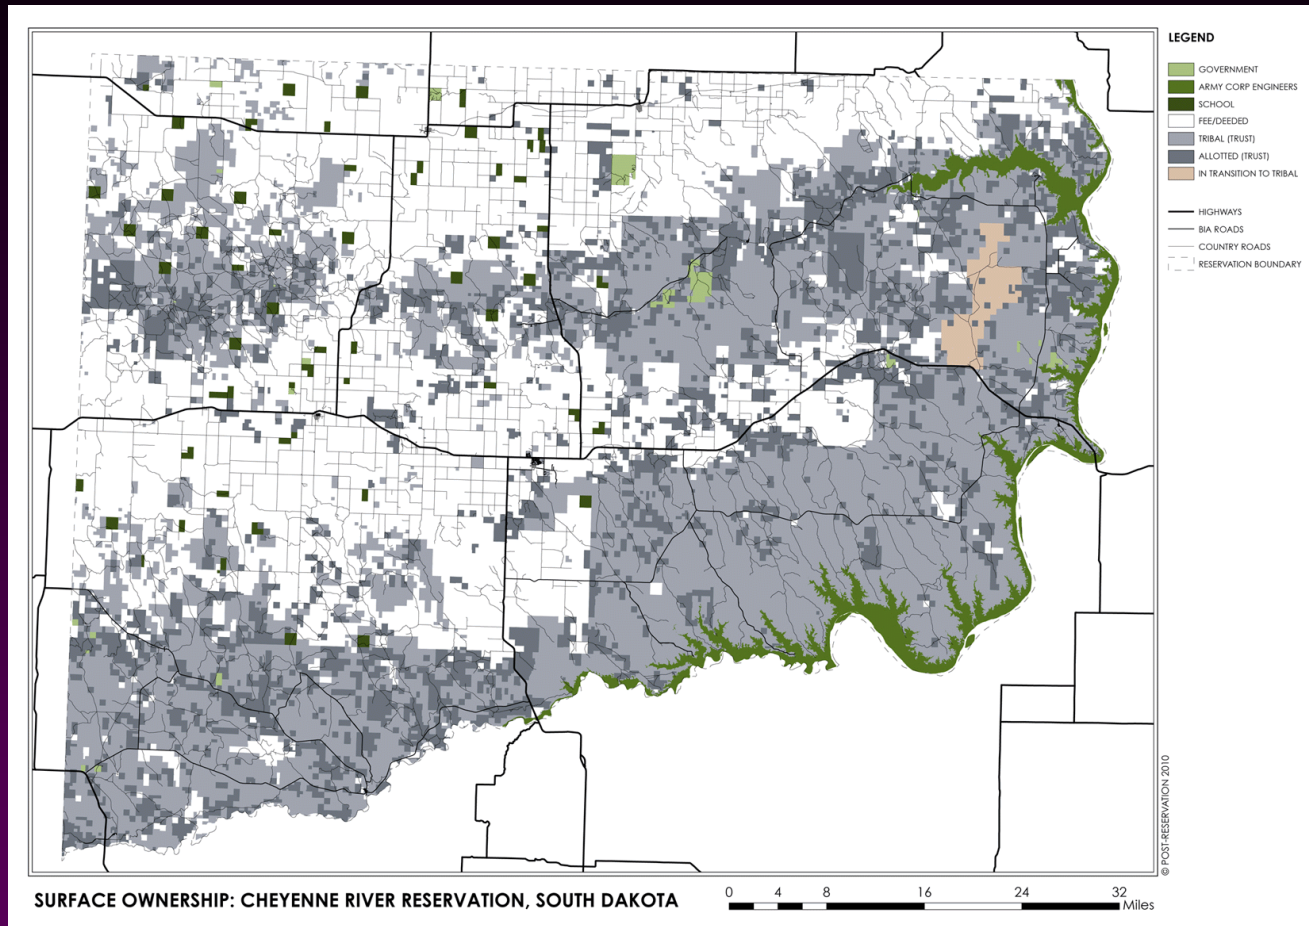 LEGEND
GOVERNMENT
ARMY CORP ENGINEERS
SCHOOL
FEE/DEEDED
TRIBAL (TRUST)
ALLOTTED (TRUST)
IN TRANSITION TO TRIBAL
HIGHWAYS
BIA ROADS
COUNTRY ROADS
RESERVATION BOUNDARY
© POST-RESERVATION 2010
SURFACE OWNERSHIP: CHEYENNE RIVER RESERVATION, SOUTH DAKOTA
0 4 8 16 24 32
Miles